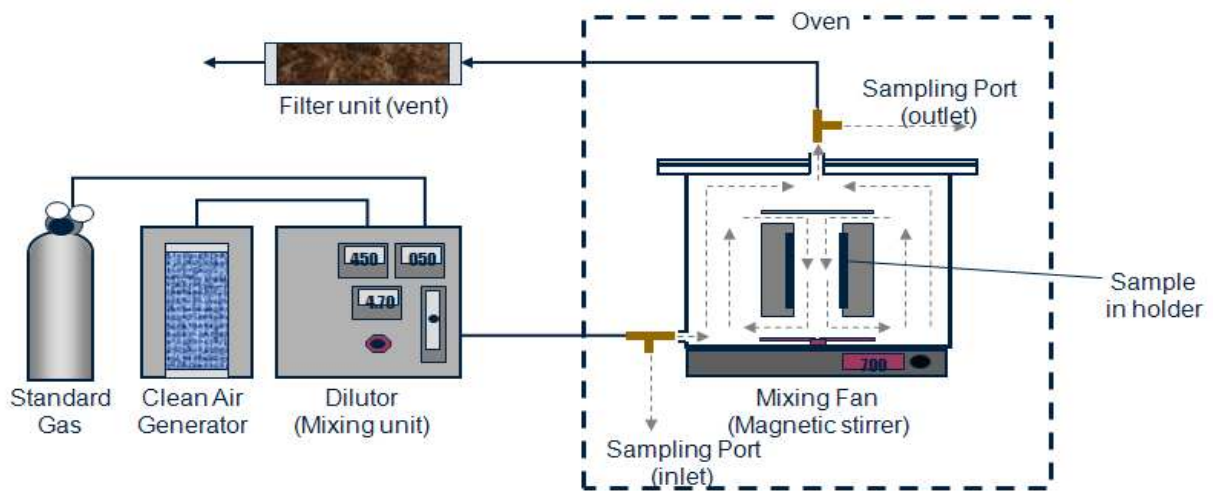 Oven
Filter unit (vent)
Sampling Port
(outlet)
450
050
4.70
Sample
in holder
700
Standard
Gas
Clean Air
Generator
Dilutor
(Mixing unit)
Mixing Fan
(Magnetic stirrer)
Sampling Port
(inlet)